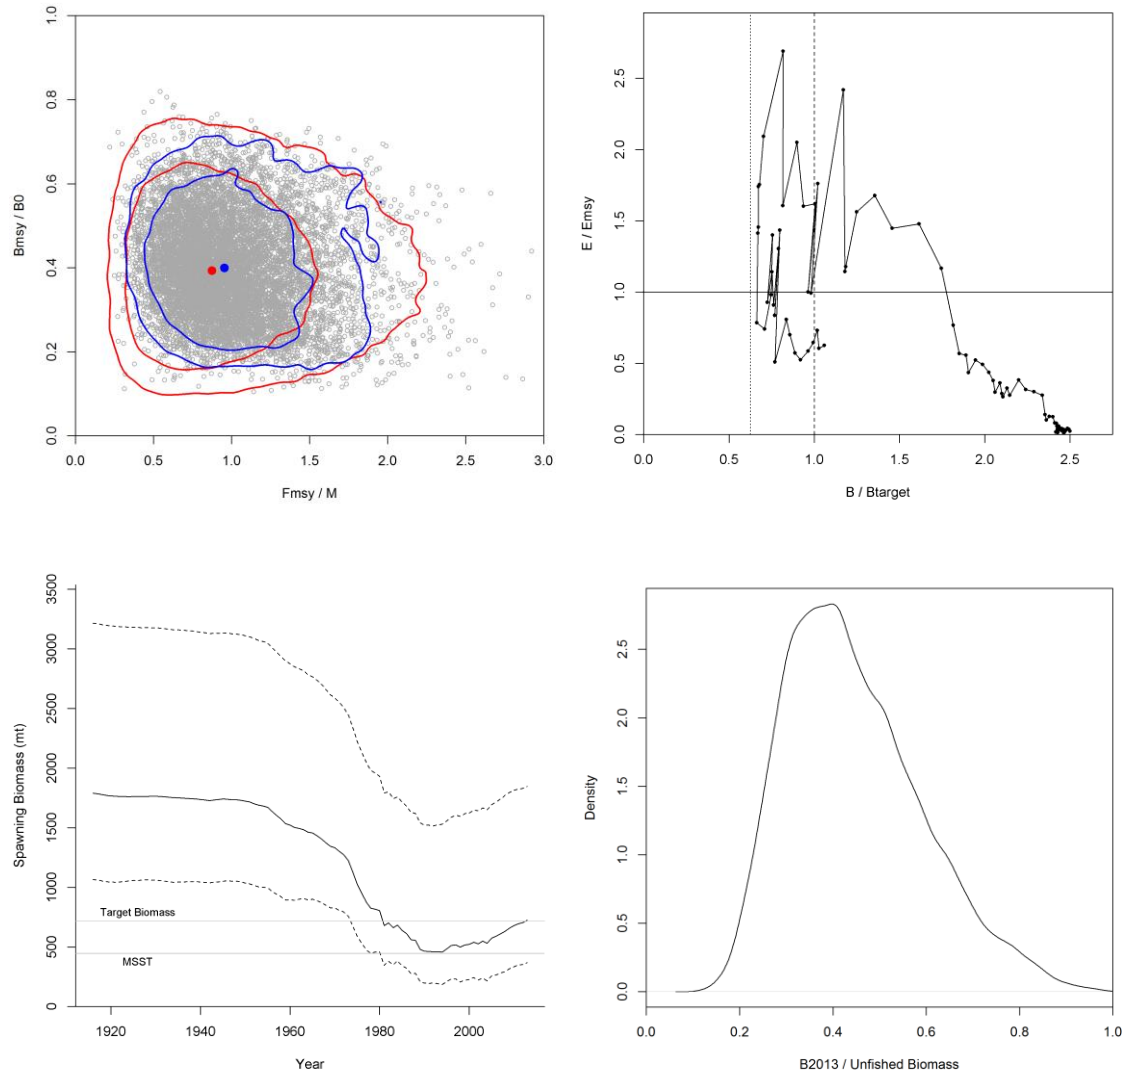 1.0
0.8
0.6
0.4
0.2
0.0
Bmsy / B0
0.0 0.5 1.0 1.5 2.0 2.5 3.0
Fmsy / M
2.5
2.0
1.5
1.0
0.5
0.0
E / Emsy
0.0 0.5 1.0 1.5 2.0 2.5
B / Btarget
3500
3000
2500
2000
1500
1000
500
0
Spawning Biomass (mt)
Target Biomass
MSST
1920 1940 1960 1980 2000
Year
2.5
2.0
1.5
1.0
0.5
0.0
Density
0.0 0.2 0.4 0.6 0.8 1.0
B2013 / Unfished Biomass